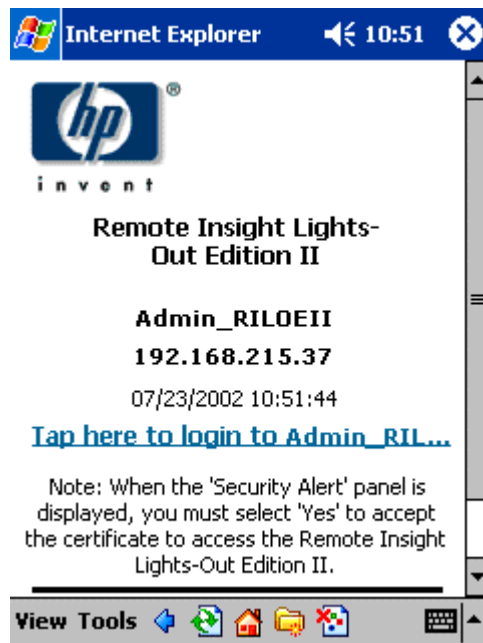 Internet Explorer 10:51
hp
®
invent
Remote Insight Lights-
Out Edition II
Admin_RILOEII
192.168.215.37
07/23/2002 10:51:44
Tap here to login to Admin_RIL...
Note: When the 'Security Alert' panel is
displayed, you must select 'Yes' to accept
the certificate to access the Remote Insight
Lights-Out Edition II.
View Tools